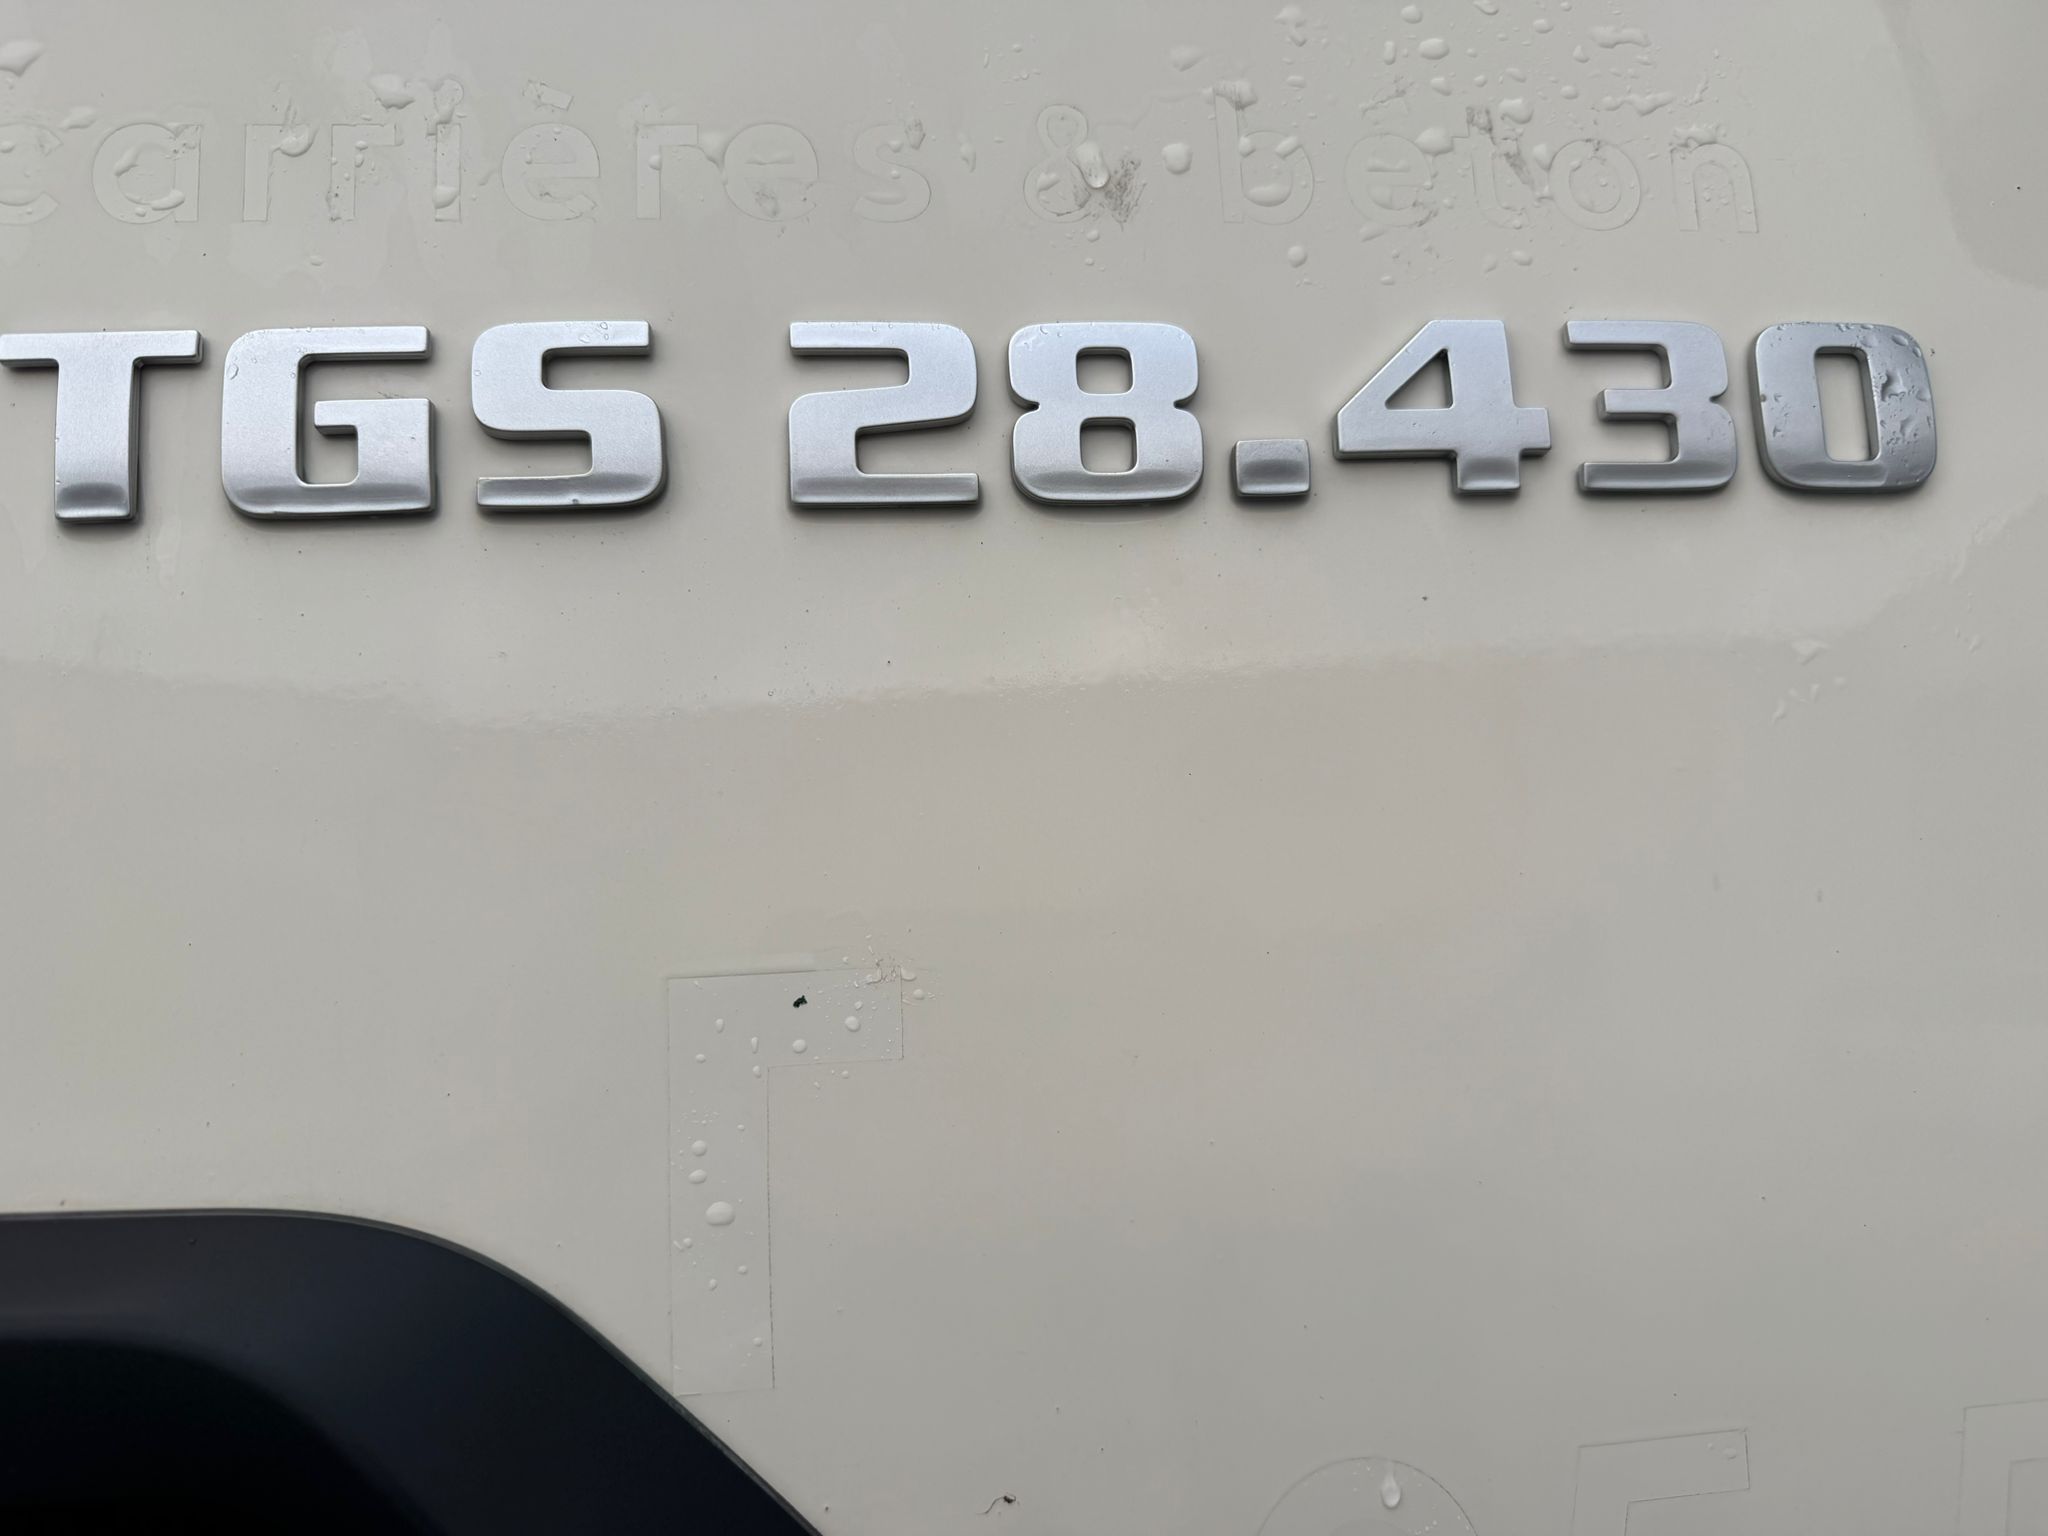 carrières & béton
TGS 28.430